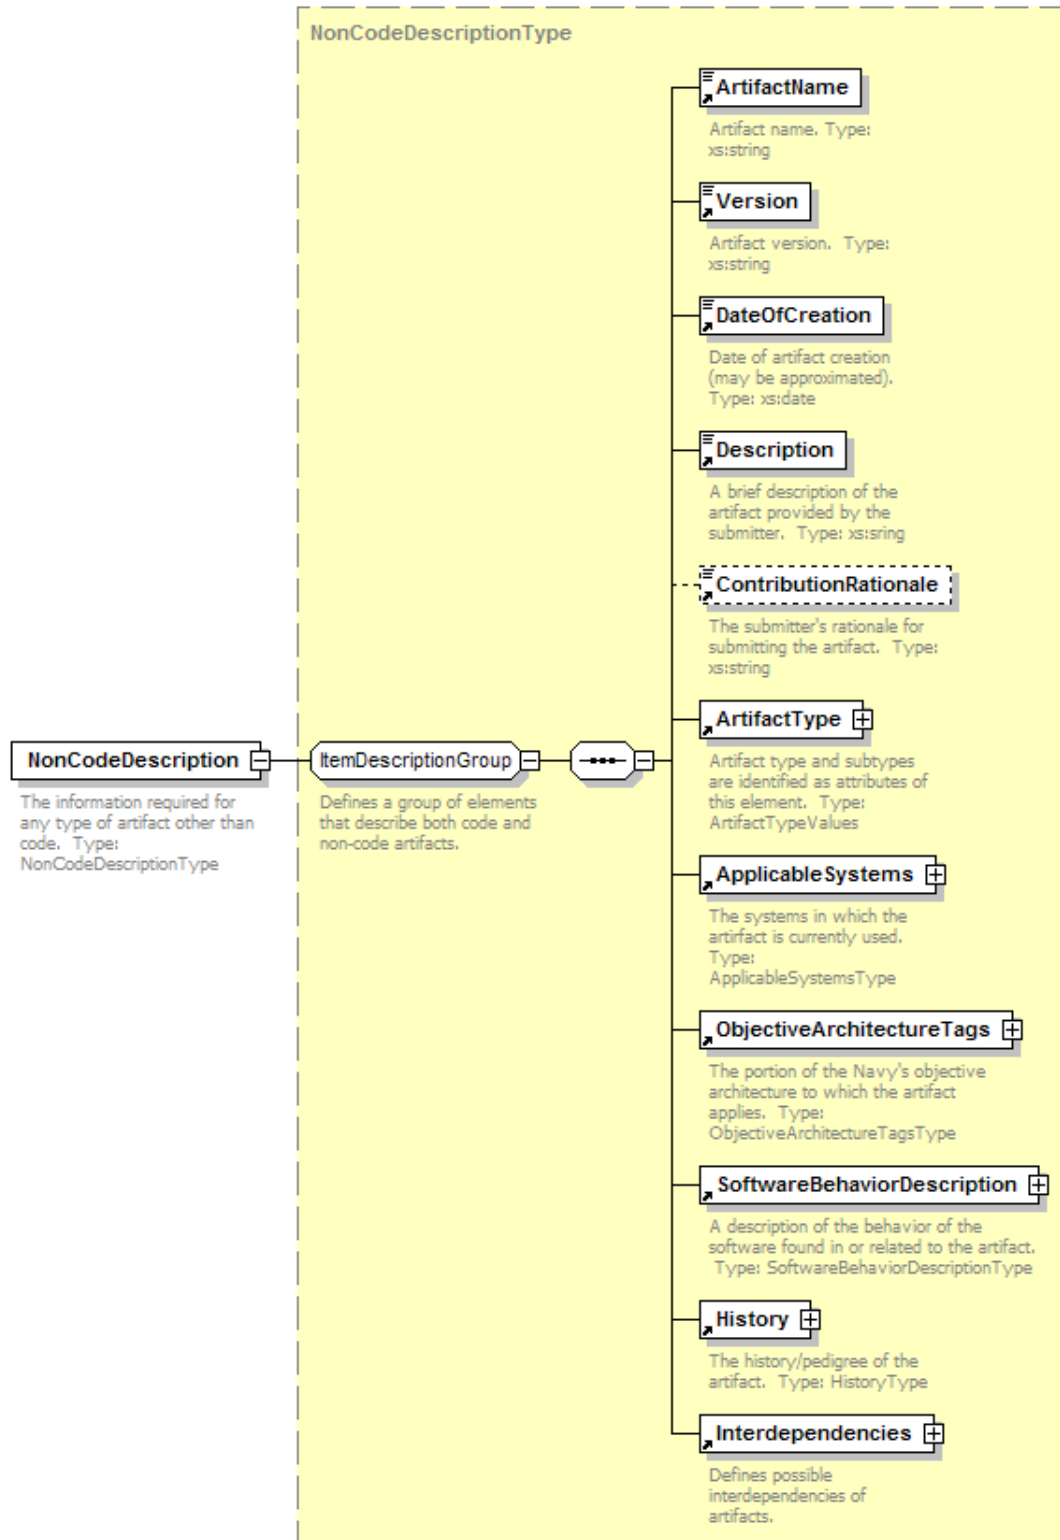 NonCodeDescriptionType
ArtifactName
Artifact name. Type:
xs:string
Version
Artifact version. Type:
xs:string
DateOfCreation
Date of artifact creation
(may be approximated).
Type: xs:date
Description
A brief description of the
artifact provided by the
submitter. Type: xs:sring
ContributionRationale
The submitter's rationale for
submitting the artifact. Type:
xs:string
NonCodeDescription
The information required for
any type of artifact other than
code. Type:
NonCodeDescriptionType
ItemDescriptionGroup
Defines a group of elements
that describe both code and
non-code artifacts.
ArtifactType
Artifact type and subtypes
are identified as attributes of
this element. Type:
ArtifactTypeValues
ApplicableSystems
The systems in which the
artirfact is currently used.
Type:
ApplicableSystemsType
ObjectiveArchitectureTags
The portion of the Navy's objective
architecture to which the artifact
applies. Type:
ObjectiveArchitectureTagsType
SoftwareBehaviorDescription
A description of the behavior of the
software found in or related to the artifact.
Type: SoftwareBehaviorDescriptionType
History
The history/pedigree of the
artifact. Type: HistoryType
Interdependencies
Defines possible
interdependencies of
artifacts.